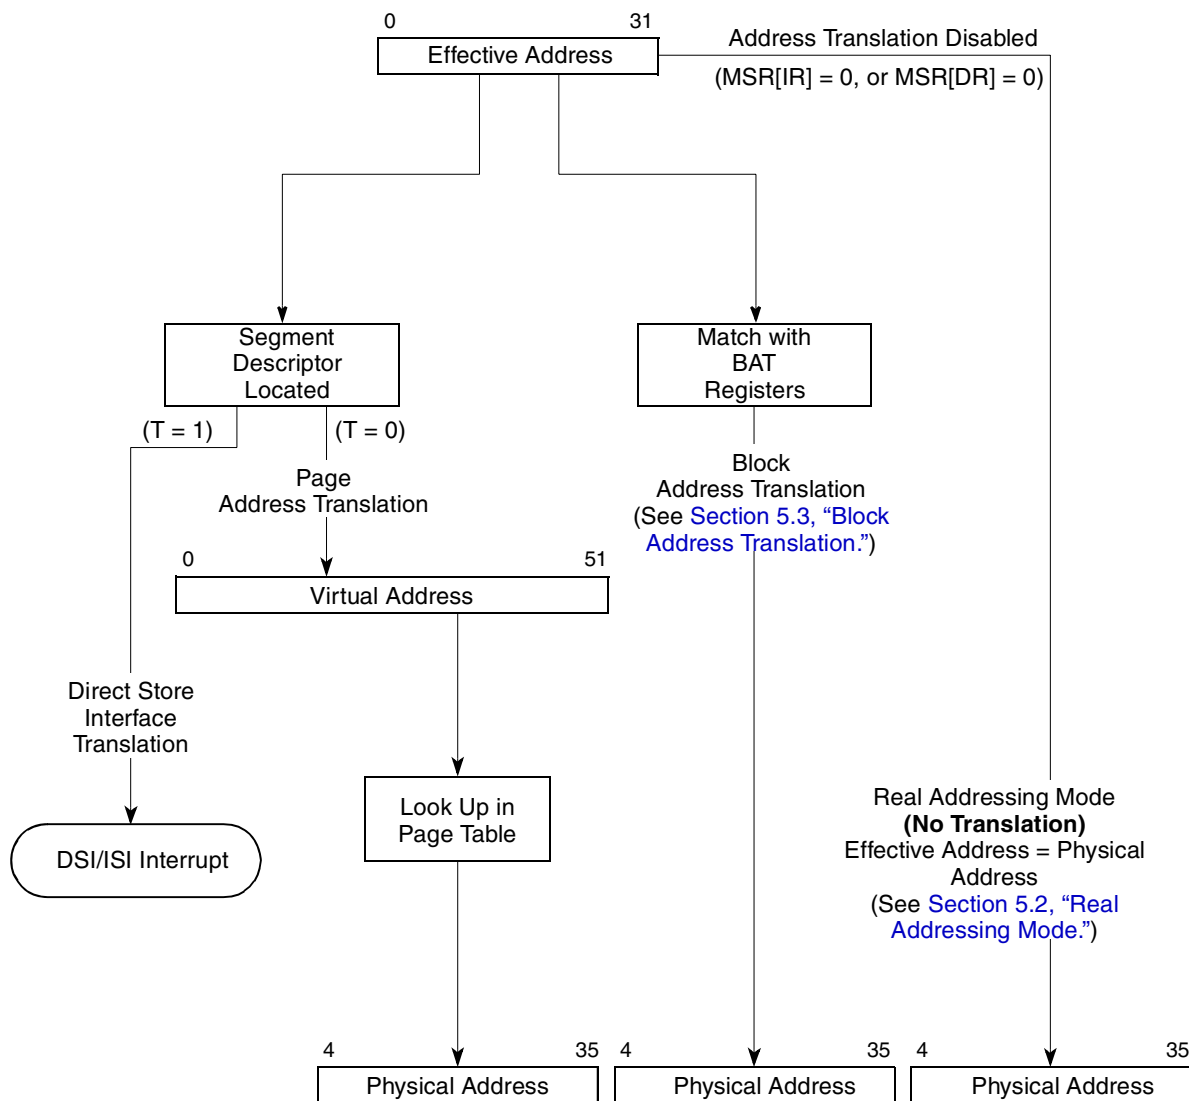 0 31
Effective Address
Address Translation Disabled
(MSR[IR] = 0, or MSR[DR] = 0)
Segment
Descriptor
Located
Match with
BAT
Registers
(T = 1)
(T = 0)
Page
Address Translation
Block
Address Translation
(See Section 5.3, “Block
Address Translation.”)
0 51
Virtual Address
Direct Store
Interface
Translation
DSI/ISI Interrupt
Look Up in
Page Table
Real Addressing Mode
(No Translation)
Effective Address = Physical
Address
(See Section 5.2, “Real
Addressing Mode.”)
4 35
Physical Address
4 35
Physical Address
4 35
Physical Address